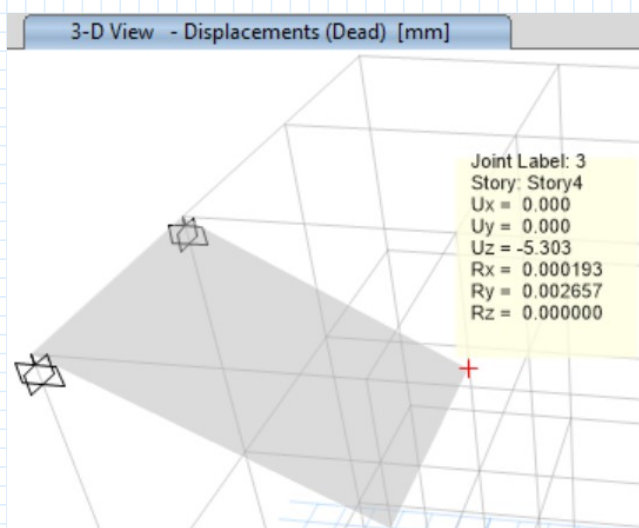 3-D View - Displacements (Dead) [mm]
Joint Label: 3
Story: Story4
Ux = 0.000
Uy = 0.000
Uz = -5.303
Rx = 0.000193
Ry = 0.002657
Rz = 0.000000